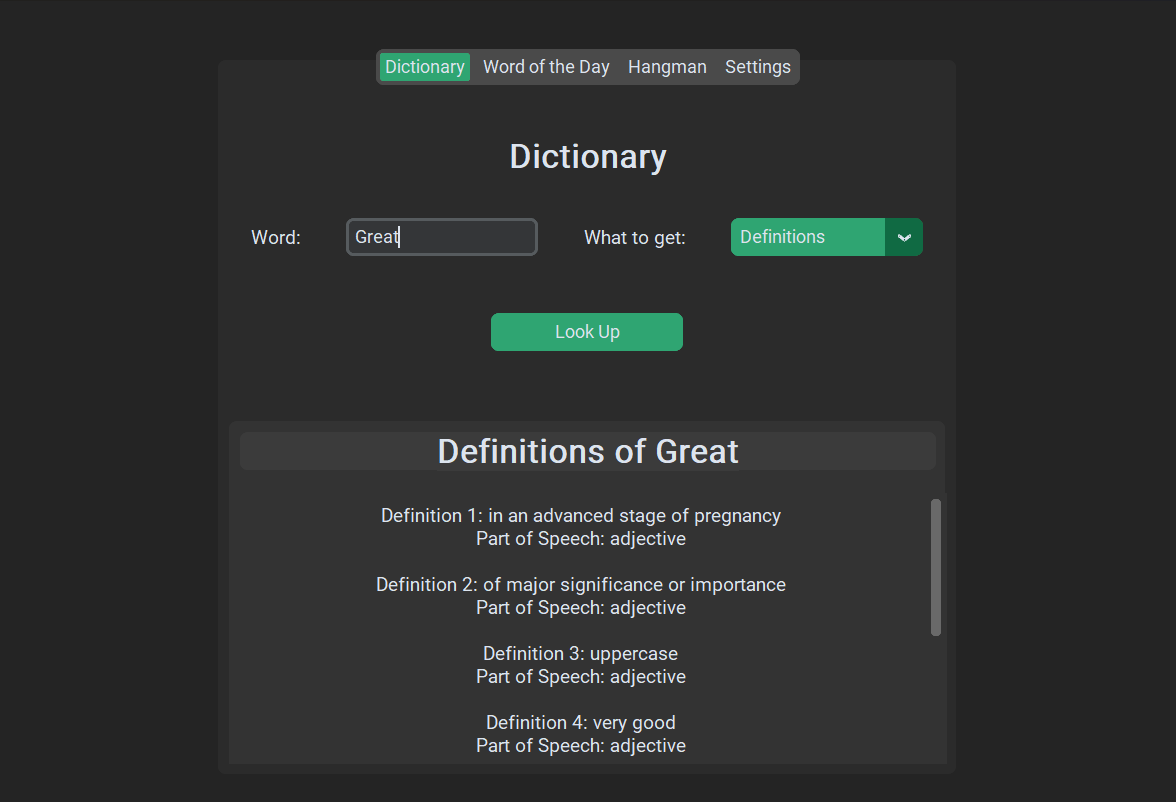 Dictionary Word of the Day Hangman Settings
Dictionary
Word: Great What to get: Definitions
Look Up
Definitions of Great
Definition 1: in an advanced stage of pregnancy
Part of Speech: adjective
Definition 2: of major significance or importance
Part of Speech: adjective
Definition 3: uppercase
Part of Speech: adjective
Definition 4: very good
Part of Speech: adjective